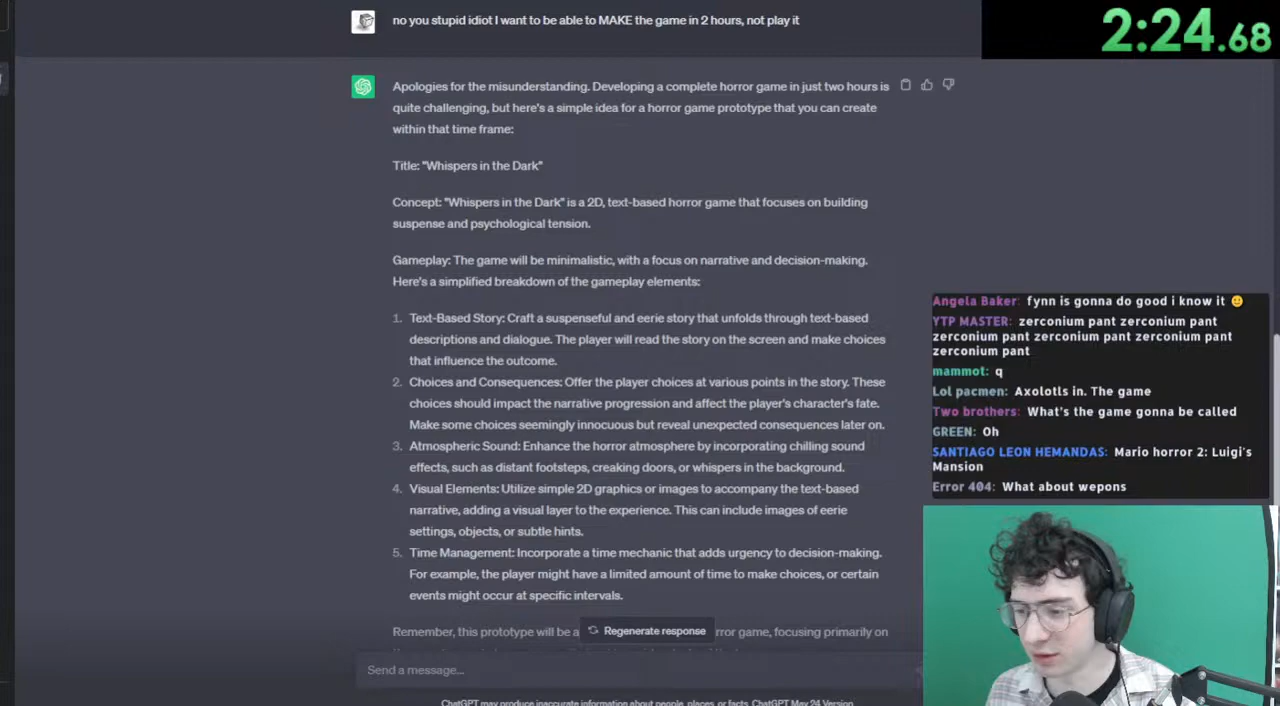 no you stupid idiot I want to be able to MAKE the game in 2 hours, not play it
2:24.68
Apologies for the misunderstanding. Developing a complete horror game in just two hours is
quite challenging, but here's a simple idea for a horror game prototype that you can create
within that time frame:
Title: "Whispers in the Dark"
Concept: "Whispers in the Dark" is a 2D, text-based horror game that focuses on building
suspense and psychological tension.
Gameplay: The game will be minimalistic, with a focus on narrative and decision-making.
Here's a simplified breakdown of the gameplay elements:
1. Text-Based Story: Craft a suspenseful and eerie story that unfolds through text-based
descriptions and dialogue. The player will read the story on the screen and make choices
that influence the outcome.
2. Choices and Consequences: Offer the player choices at various points in the story. These
choices should impact the narrative progression and affect the player's character's fate.
Make some choices seemingly innocuous but reveal unexpected consequences later on.
3. Atmospheric Sound: Enhance the horror atmosphere by incorporating chilling sound
effects, such as distant footsteps, creaking doors, or whispers in the background.
4. Visual Elements: Utilize simple 2D graphics or images to accompany the text-based
narrative, adding a visual layer to the experience. This can include images of eerie
settings, objects, or subtle hints.
5. Time Management: Incorporate a time mechanic that adds urgency to decision-making.
For example, the player might have a limited amount of time to make choices, or certain
events might occur at specific intervals.
Remember, this prototype will be a
Regenerate response
rror game, focusing primarily on
Send a message...
ChatGPT may produce inaccurate information about people, places, or facts. ChatGPT May 24 Version
Angela Baker: fynn is gonna do good i know it 🙂
YTP MASTER: zerconium pant zerconium pant
zerconium pant zerconium pant zerconium pant
zerconium pant
mammot: q
Lol pacmen: Axolotls in. The game
Two brothers: What's the game gonna be called
GREEN: Oh
SANTIAGO LEON HEMANDAS: Mario horror 2: Luigi's
Mansion
Error 404: What about wepons